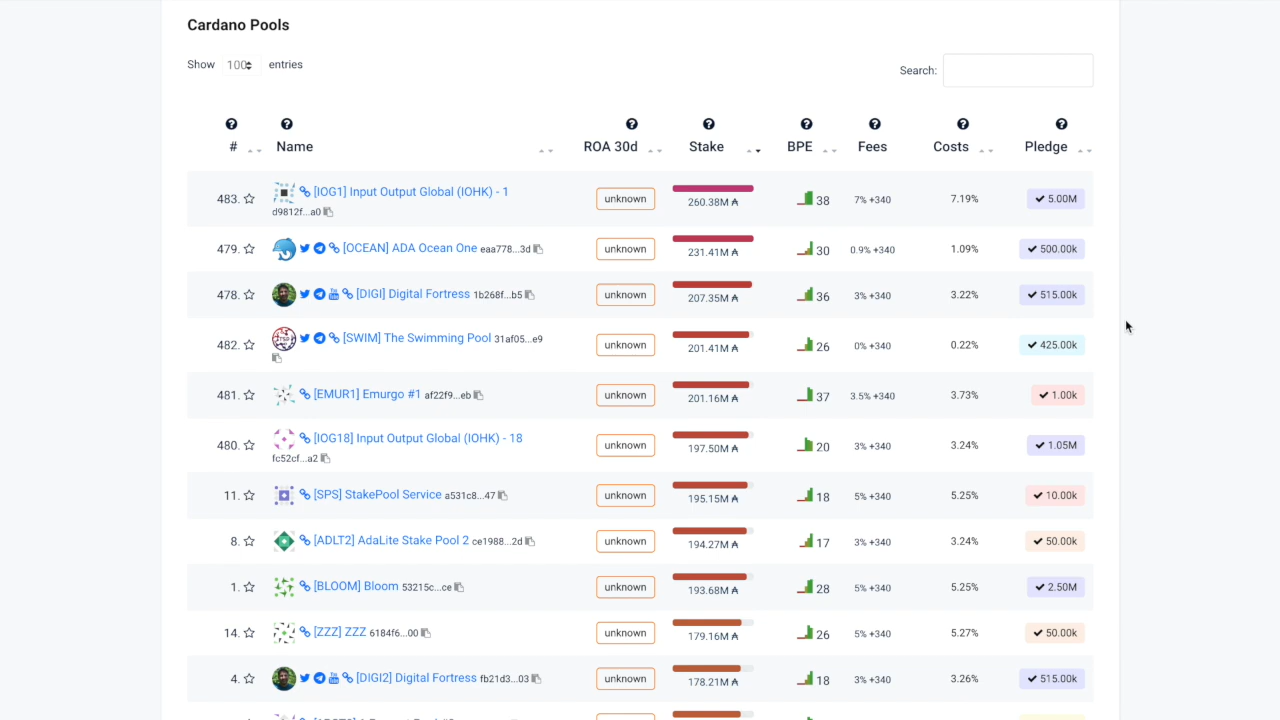 Cardano Pools
Show 100 entries
Search:
# Name ROA 30d Stake BPE Fees Costs Pledge
483. [IOG1] Input Output Global (IOHK) - 1 d9812f...a0 unknown 260.38M ₳ 38 7% +340 7.19% 5.00M
479. [OCEAN] ADA Ocean One eaa778...3d unknown 231.41M ₳ 30 0.9% +340 1.09% 500.00k
478. [DIGI] Digital Fortress 1b268f...b5 unknown 207.35M ₳ 36 3% +340 3.22% 515.00k
482. [SWIM] The Swimming Pool 31af05...e9 unknown 201.41M ₳ 26 0% +340 0.22% 425.00k
481. [EMUR1] Emurgo #1 af22f9...eb unknown 201.16M ₳ 37 3.5% +340 3.73% 1.00k
480. [IOG18] Input Output Global (IOHK) - 18 fc52cf...a2 unknown 197.50M ₳ 20 3% +340 3.24% 1.05M
11. [SPS] StakePool Service a531c8...47 unknown 195.15M ₳ 18 5% +340 5.25% 10.00k
8. [ADLT2] AdaLite Stake Pool 2 ce1988...2d unknown 194.27M ₳ 17 3% +340 3.24% 50.00k
1. [BLOOM] Bloom 53215c...ce unknown 193.68M ₳ 28 5% +340 5.25% 2.50M
14. [ZZZ] ZZZ 6184f6...00 unknown 179.16M ₳ 26 5% +340 5.27% 50.00k
4. [DIGI2] Digital Fortress fb21d3...03 unknown 178.21M ₳ 18 3% +340 3.26% 515.00k